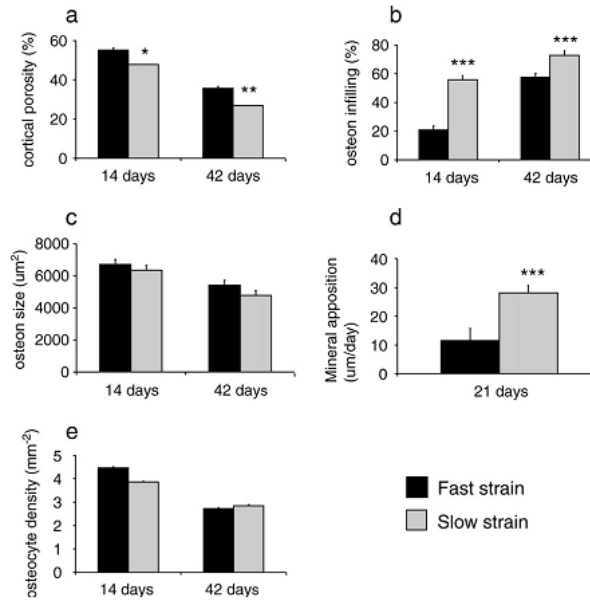 a
cortical porosity (%)
60
40
20
0
*
**
14 days
42 days
b
osteon infilling (%)
80
60
40
20
0
***
***
14 days
42 days
c
osteon size (um²)
8000
6000
4000
2000
0
14 days
42 days
d
Mineral apposition
(um/day)
40
30
20
10
0
***
21 days
e
osteocyte density (mm⁻²)
5
4
3
2
1
0
14 days
42 days
Fast strain
Slow strain